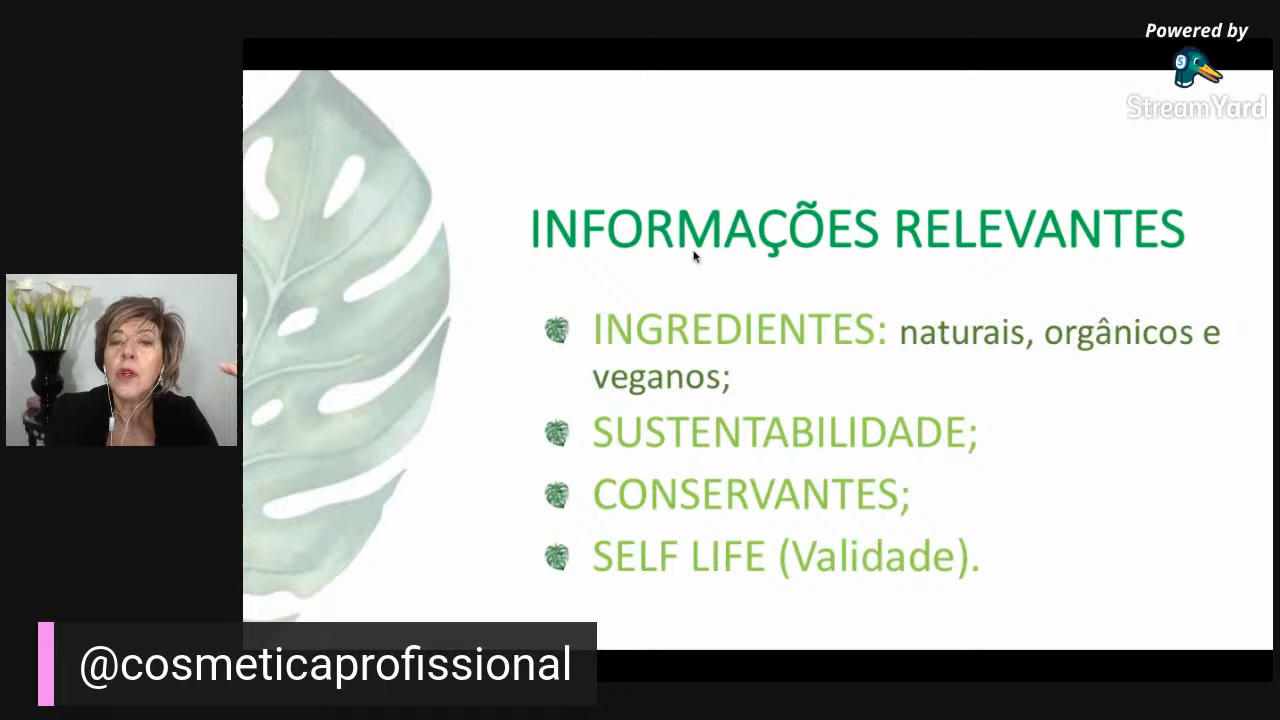 Powered by
StreamYard
INFORMAÇÕES RELEVANTES
INGREDIENTES: naturais, orgânicos e
veganos;
SUSTENTABILIDADE;
CONSERVANTES;
SELF LIFE (Validade).
@cosmeticaprofissional